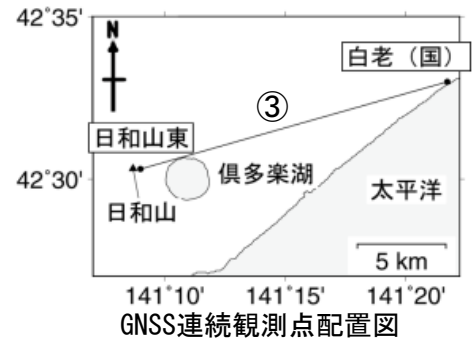 42˚35'
N
白老（国）
③
日和山東
42˚30'
倶多楽湖
日和山
太平洋
5 km
141˚10'
141˚15'
141˚20'
GNSS連続観測点配置図